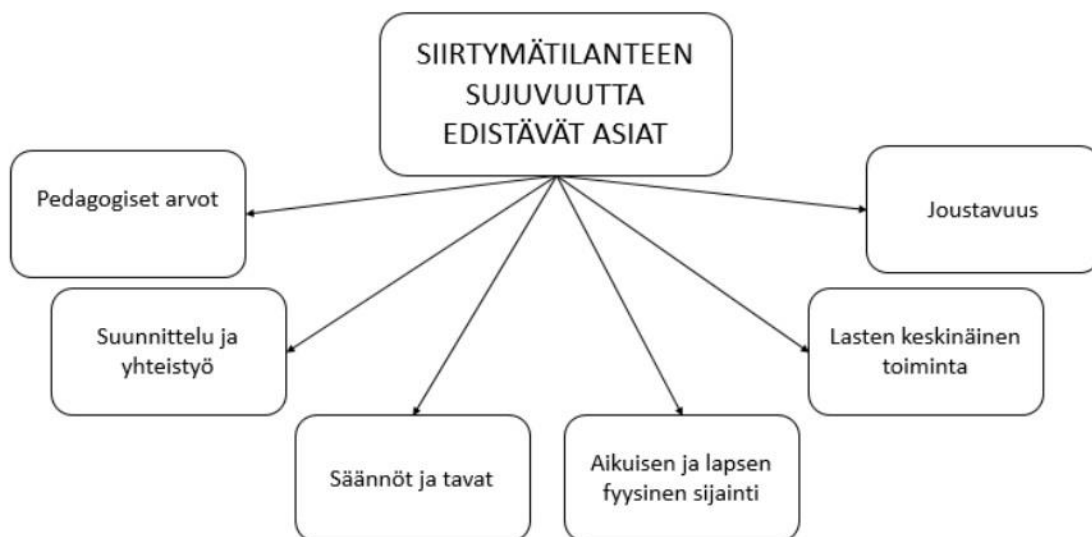 SIIRTYMÄTILANTEEN
SUJUVUUTTA
EDISTÄVÄT ASIAT
Pedagogiset arvot
Joustavuus
Suunnittelu ja
yhteistyö
Lasten keskinäinen
toiminta
Säännöt ja tavat
Aikuisen ja lapsen
fyysinen sijainti